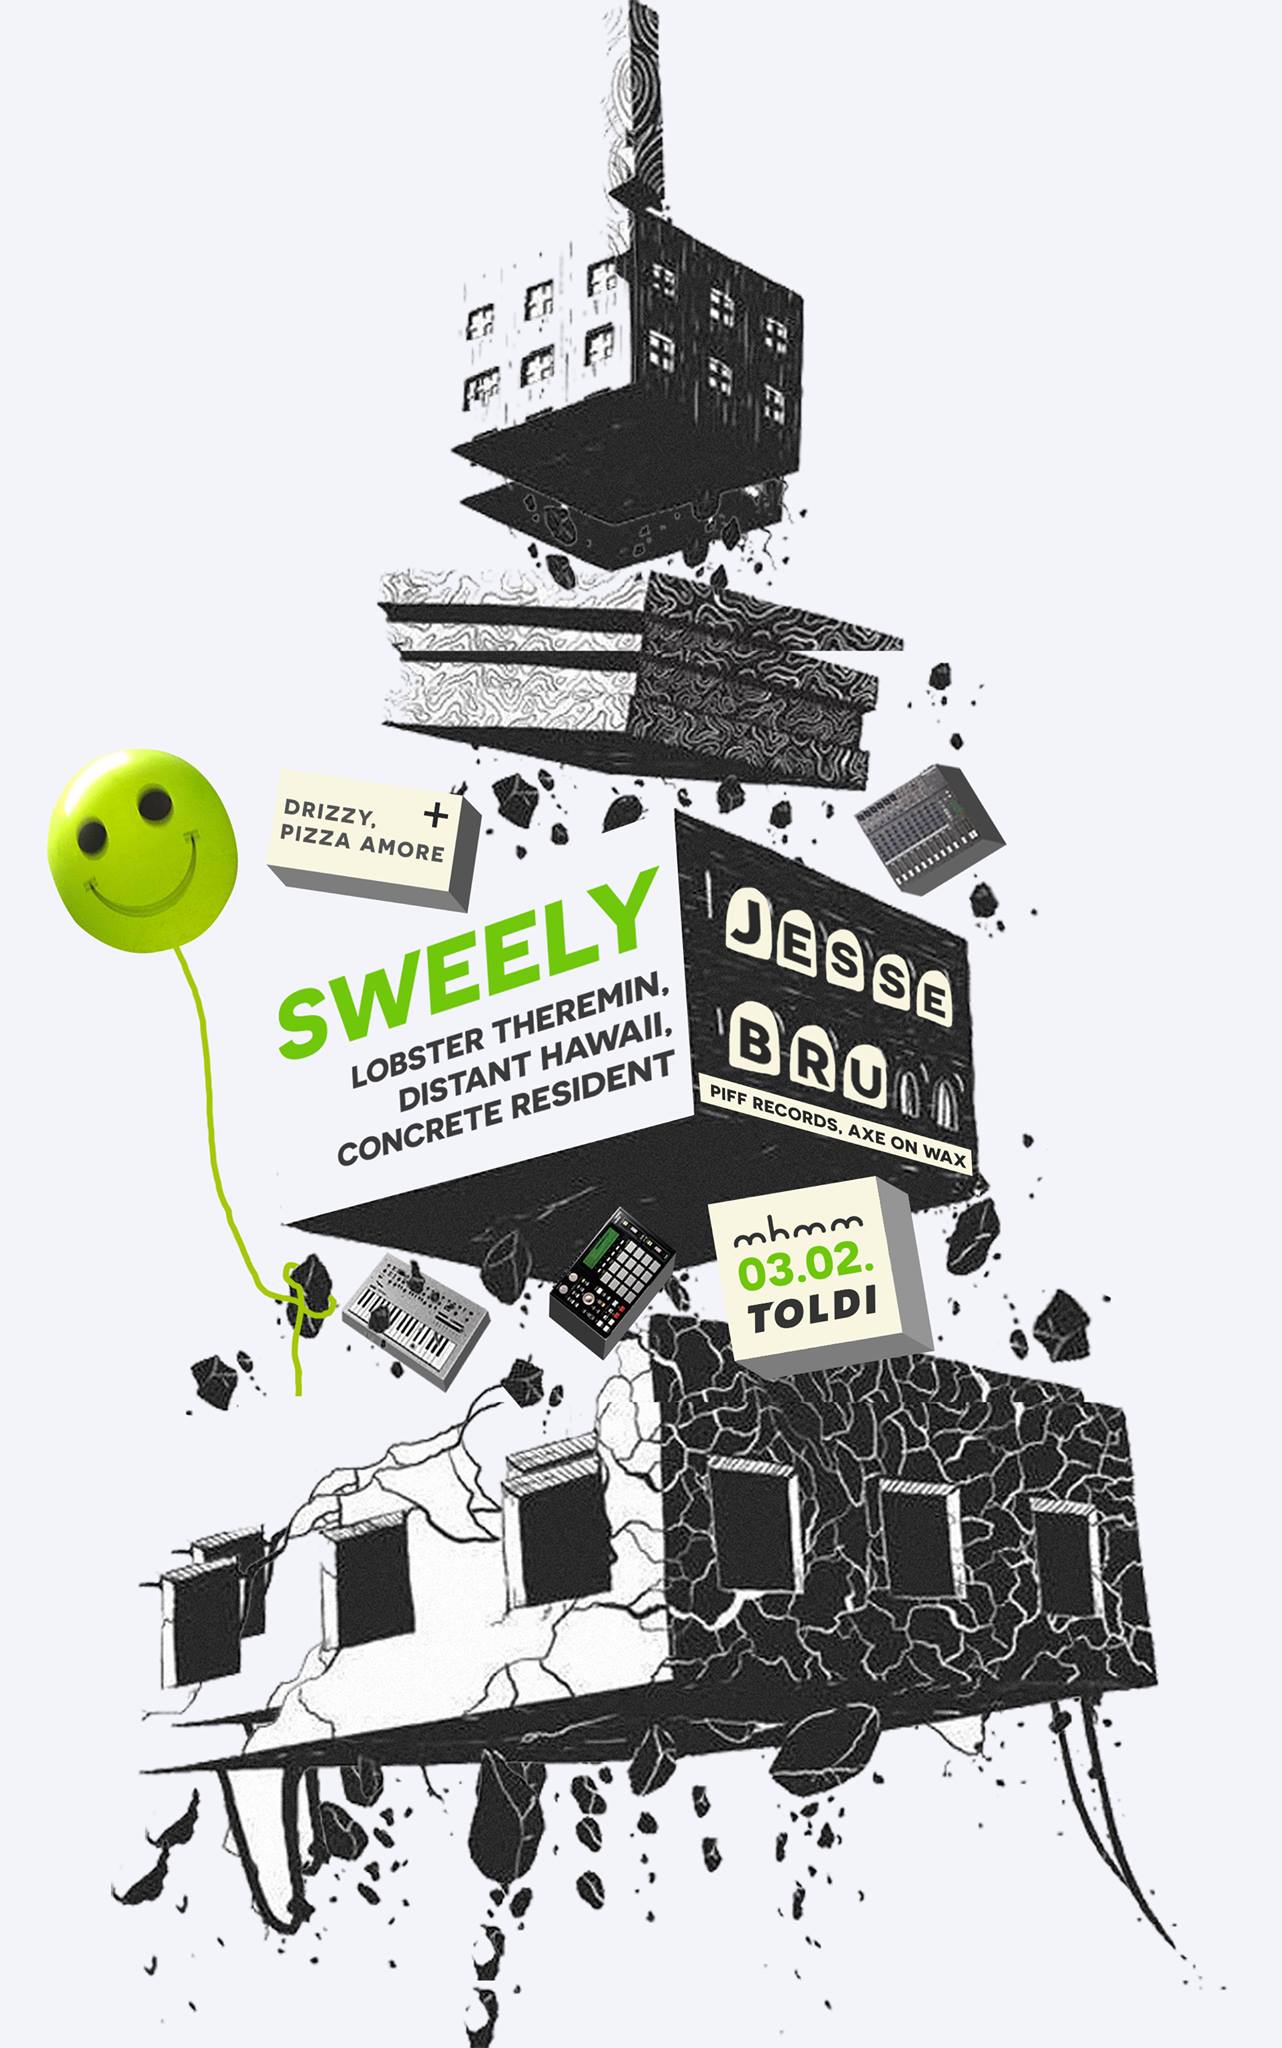 DRIZZY, +
PIZZA AMORE
SWEELY
LOBSTER THEREMIN,
DISTANT HAWAII,
CONCRETE RESIDENT
JESSE
BRU
PIFF RECORDS, AXE ON WAX
mhmm
03.02.
TOLDI